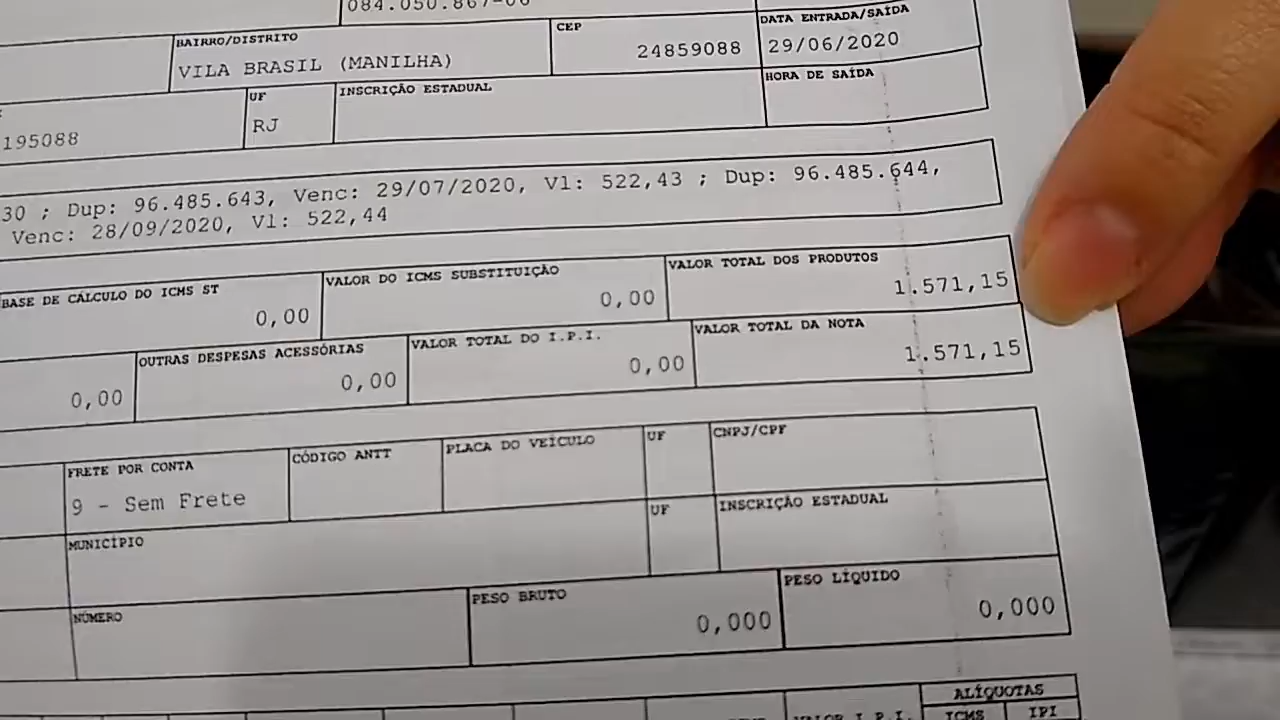 084.050.867-06
BAIRRO/DISTRITO CEP DATA ENTRADA/SAÍDA
VILA BRASIL (MANILHA) 24859088 29/06/2020
UF INSCRIÇÃO ESTADUAL HORA DE SAÍDA
195088 RJ
30 ; Dup: 96.485.643, Venc: 29/07/2020, Vl: 522,43 ; Dup: 96.485.644,
Venc: 28/09/2020, Vl: 522,44
BASE DE CÁLCULO DO ICMS ST VALOR DO ICMS SUBSTITUIÇÃO VALOR TOTAL DOS PRODUTOS
0,00 0,00 1.571,15
OUTRAS DESPESAS ACESSÓRIAS VALOR TOTAL DO I.P.I. VALOR TOTAL DA NOTA
0,00 0,00 0,00 1.571,15
FRETE POR CONTA CÓDIGO ANTT PLACA DO VEÍCULO UF CNPJ/CPF
9 - Sem Frete
MUNICÍPIO UF INSCRIÇÃO ESTADUAL
NÚMERO PESO BRUTO PESO LÍQUIDO
0,000 0,000
ALÍQUOTAS
VALOR I.P.I. ICMS IPI